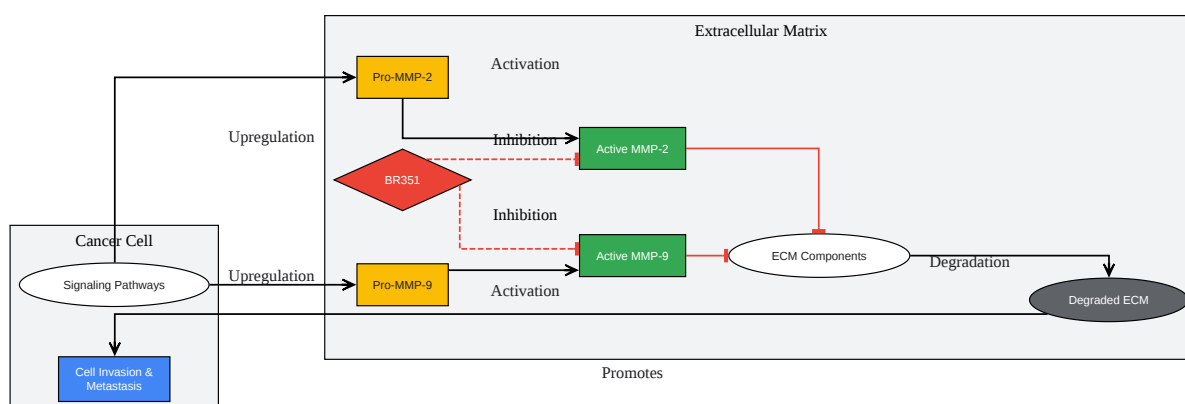 Extracellular Matrix
Activation
Pro-MMP-2
Upregulation
Inhibition
Active MMP-2
BR351
Inhibition
Cancer Cell
Active MMP-9
ECM Components
Degradation
Upregulation
Signaling Pathways
Pro-MMP-9
Activation
Degraded ECM
Cell Invasion &
Metastasis
Promotes